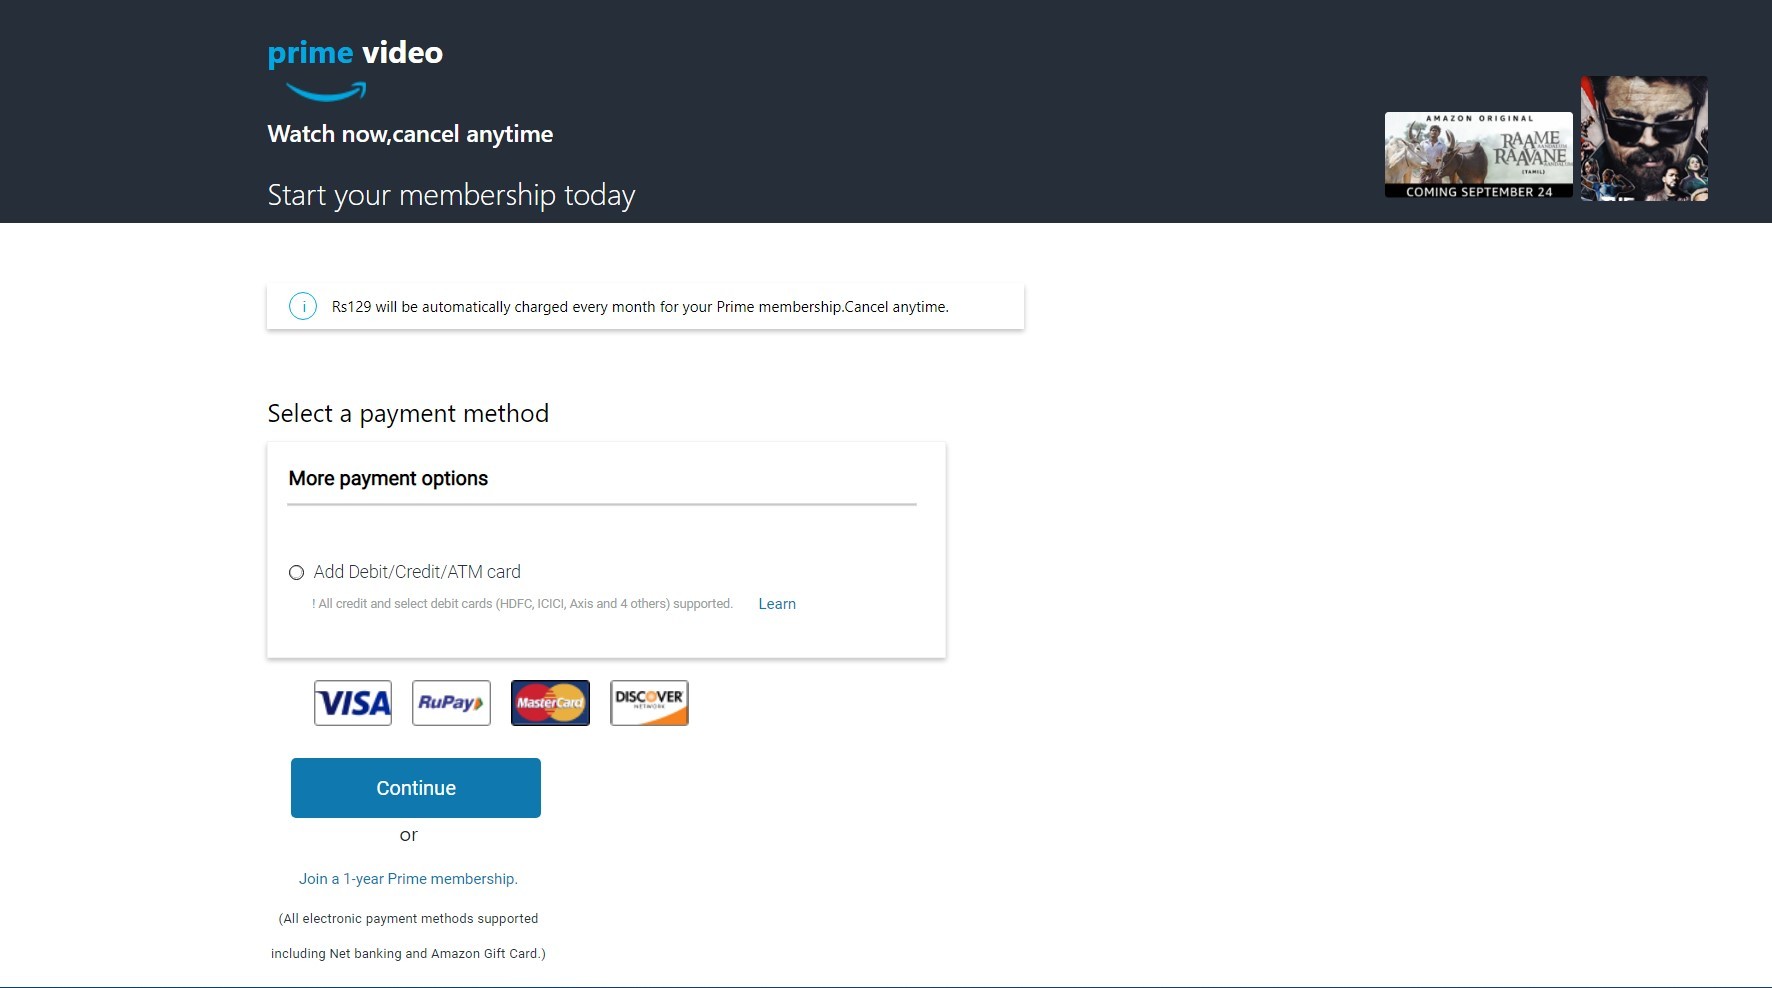 prime video
Watch now,cancel anytime
Start your membership today
AMAZON ORIGINAL
RAAME
AANDALUM
RAAVANE
AANDALUM
(TAMIL)
COMING SEPTEMBER 24
i Rs129 will be automatically charged every month for your Prime membership.Cancel anytime.
Select a payment method
More payment options
Add Debit/Credit/ATM card
! All credit and select debit cards (HDFC, ICICI, Axis and 4 others) supported. Learn
VISA RuPay MasterCard DISCOVER
NETWORK
Continue
or
Join a 1-year Prime membership.
(All electronic payment methods supported
including Net banking and Amazon Gift Card.)